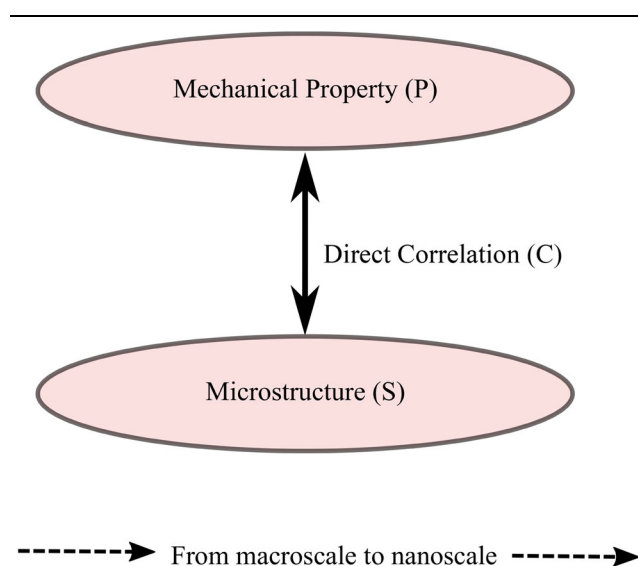 Mechanical Property (P)
Direct Correlation (C)
Microstructure (S)
From macroscale to nanoscale